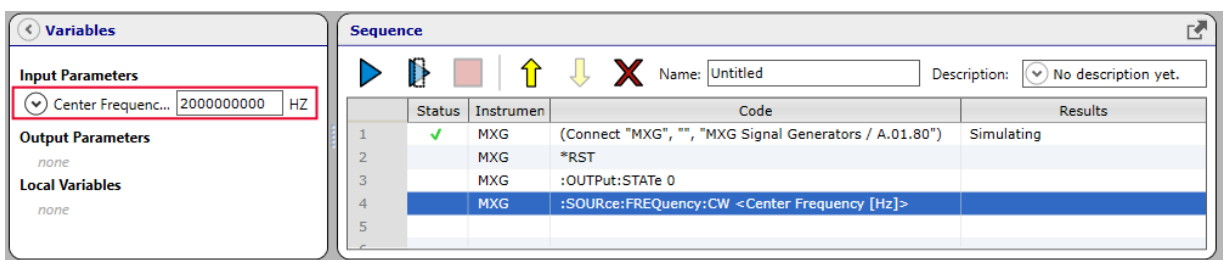 Variables
Input Parameters
Center Frequenc... 2000000000 HZ
Output Parameters
none
Local Variables
none
Sequence
Name: Untitled Description: No description yet.
Status Instrumen Code Results
1 MXG (Connect "MXG", "", "MXG Signal Generators / A.01.80") Simulating
2 MXG *RST
3 MXG :OUTPut:STATe 0
4 MXG :SOURce:FREQuency:CW <Center Frequency [Hz]>
5